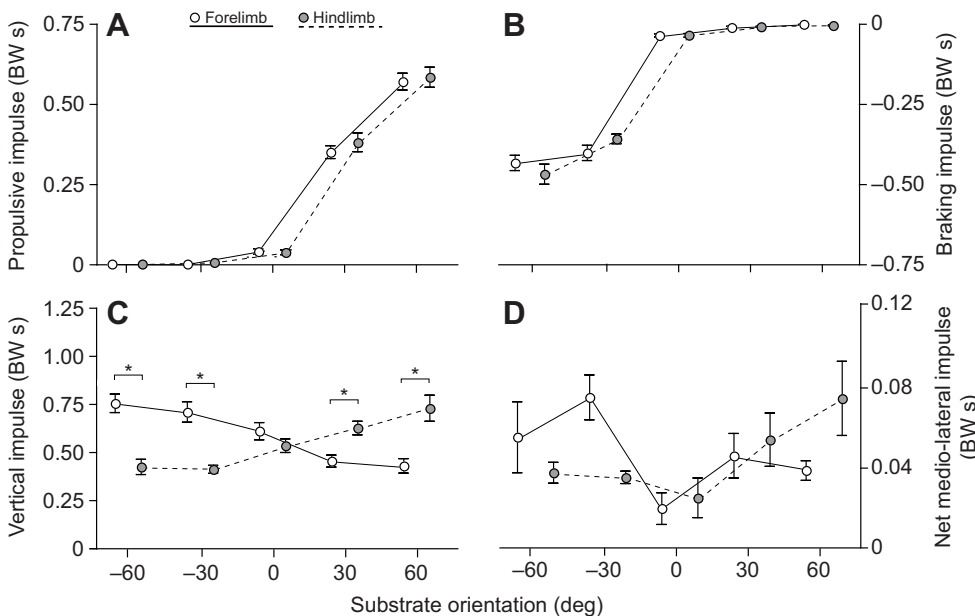 A
Forelimb
Hindlimb
Propulsive impulse (BW s)
0.75
0.50
0.25
0
B
0
–0.25
–0.50
–0.75
Braking impulse (BW s)
C
Vertical impulse (BW s)
1.25
1.00
0.75
0.50
0.25
0
* * * *
–60 –30 0 30 60
D
0.12
0.08
0.04
0
Net medio-lateral impulse
(BW s)
–60 –30 0 30 60
Substrate orientation (deg)